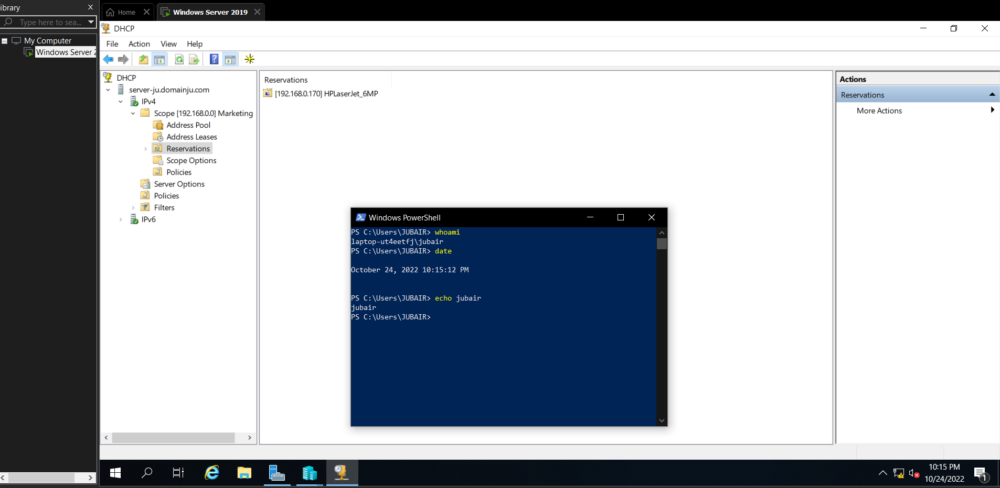 ibrary
Type here to sea...
My Computer
Windows Server 2
Home
Windows Server 2019
DHCP
File Action View Help
DHCP
server-ju.domainju.com
IPv4
Scope [192.168.0.0] Marketing
Address Pool
Address Leases
Reservations
Scope Options
Policies
Server Options
Policies
Filters
IPv6
Reservations
[192.168.0.170] HPLaserJet_6MP
Actions
Reservations
More Actions
Windows PowerShell
PS C:\Users\JUBAIR> whoami
laptop-ut4eetfj\jubair
PS C:\Users\JUBAIR> date
October 24, 2022 10:15:12 PM
PS C:\Users\JUBAIR> echo jubair
jubair
PS C:\Users\JUBAIR>
10:15 PM
10/24/2022
1